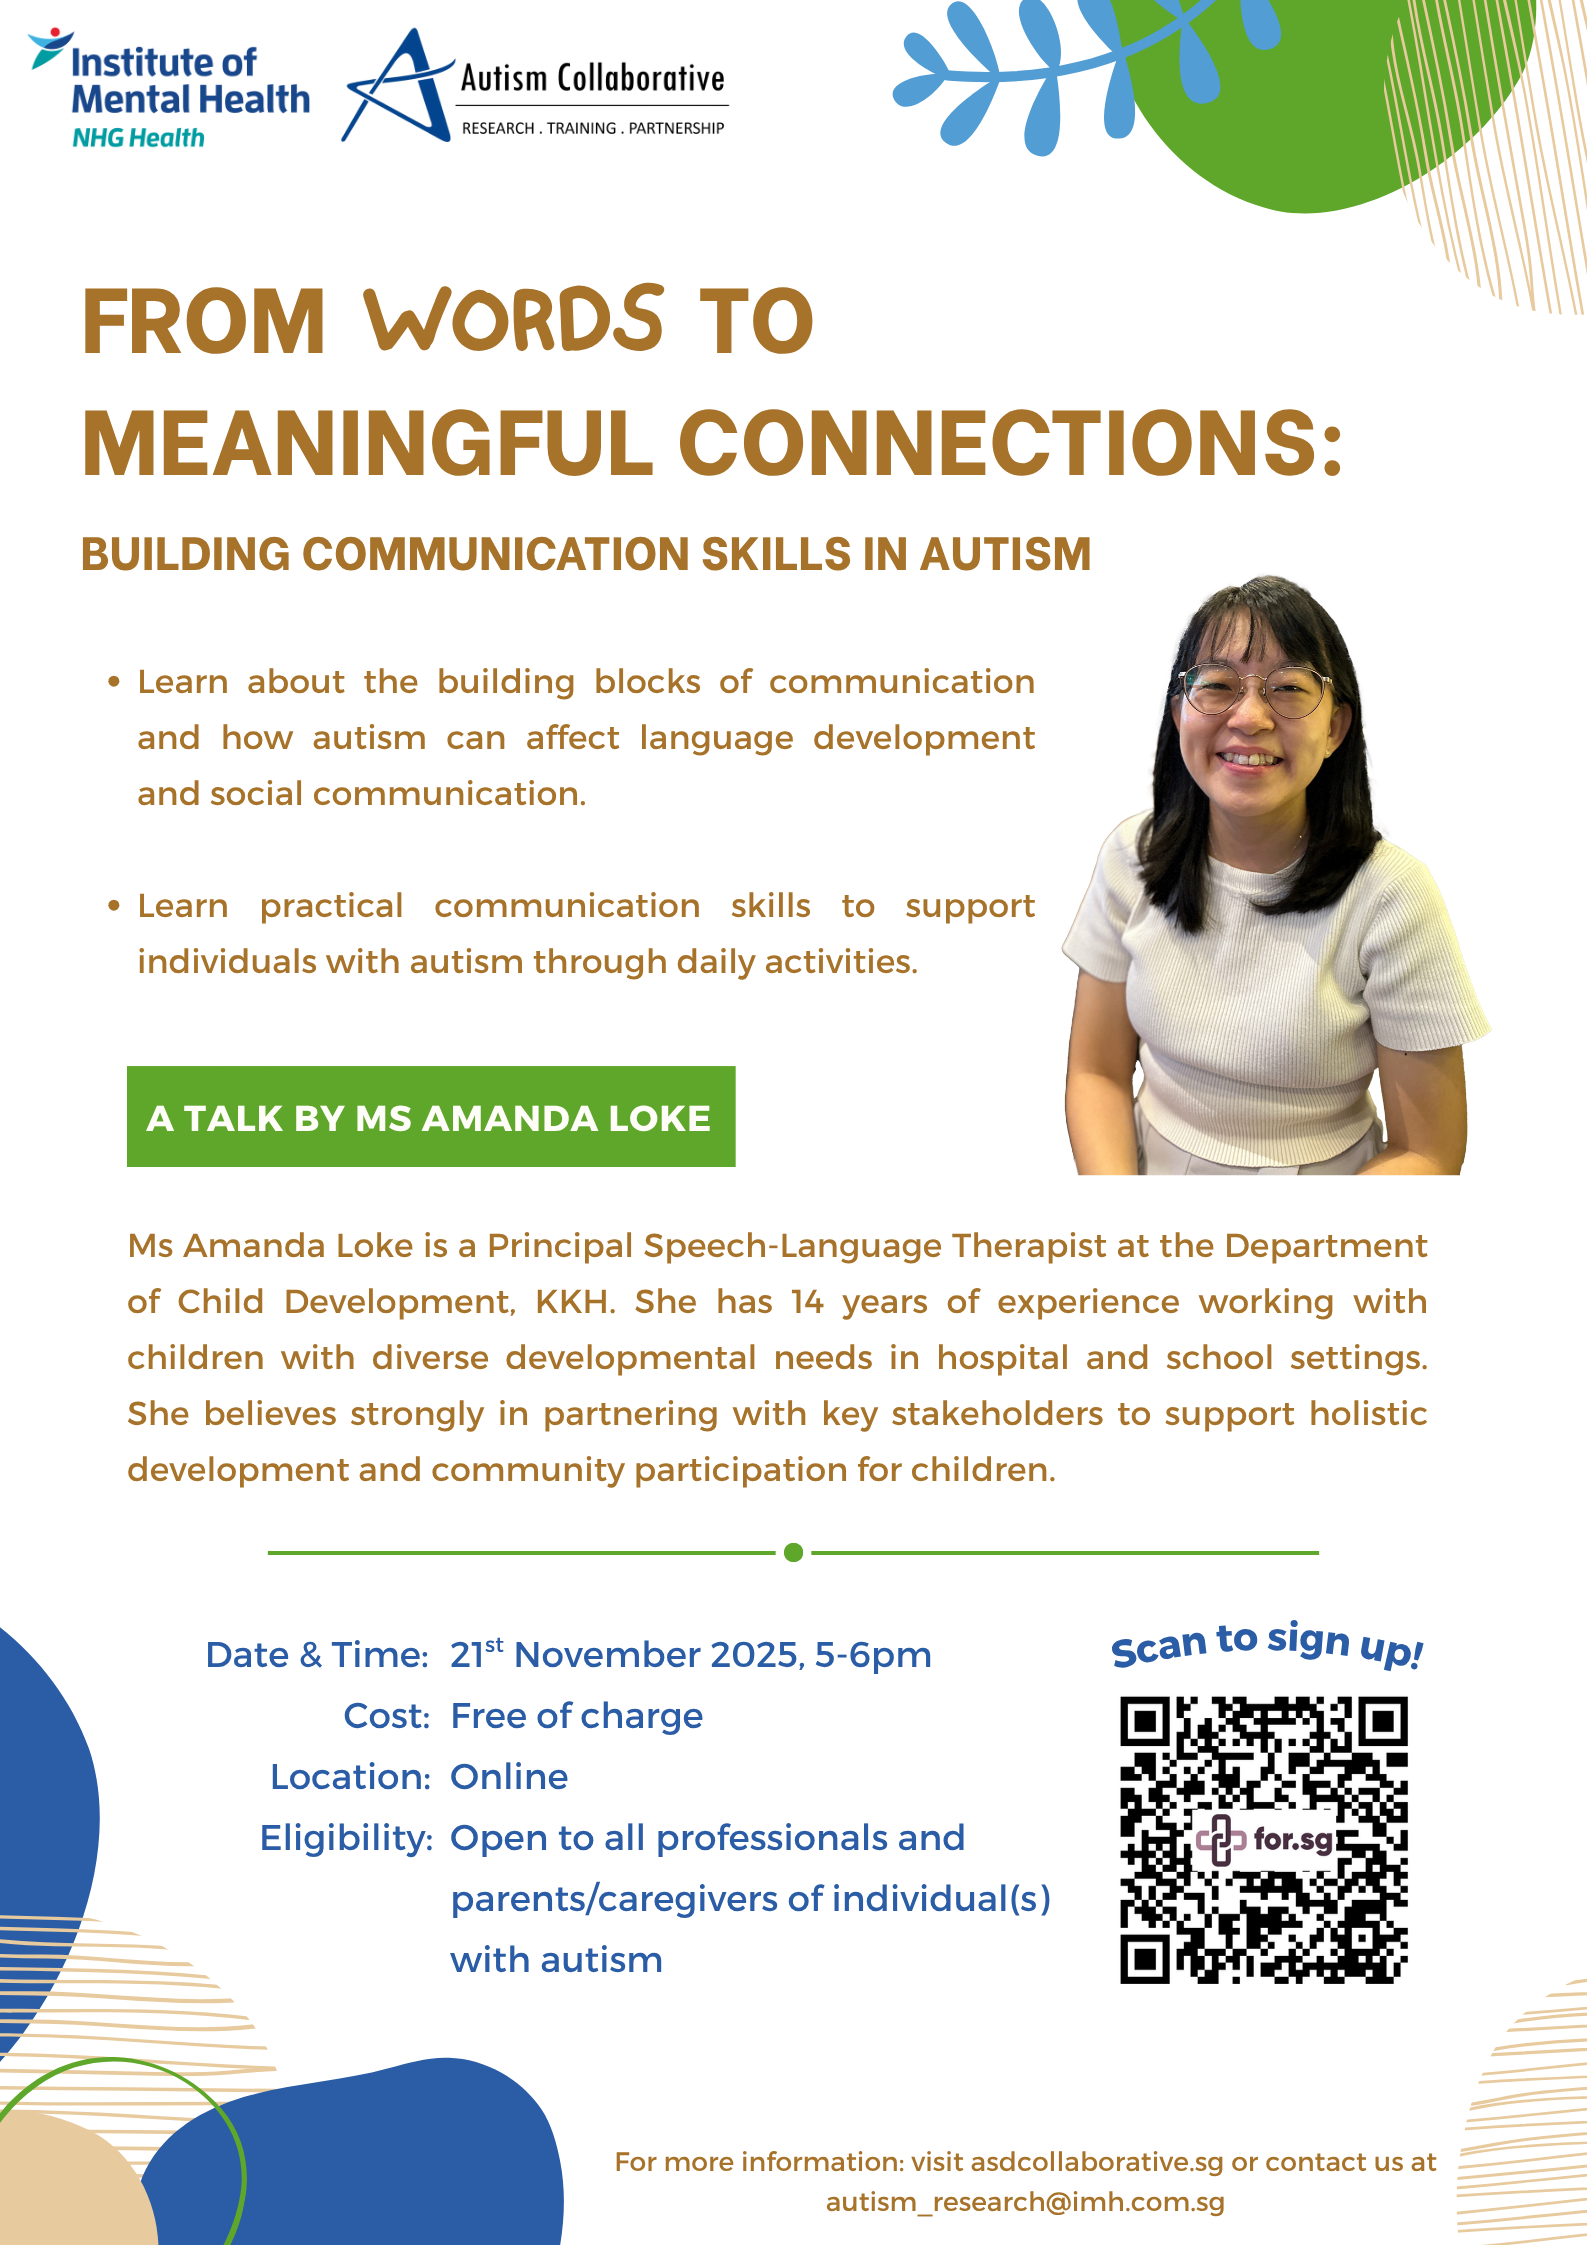 Institute of
Mental Health
NHG Health
Autism Collaborative
RESEARCH . TRAINING . PARTNERSHIP
FROM WORDS TO
MEANINGFUL CONNECTIONS:
BUILDING COMMUNICATION SKILLS IN AUTISM
• Learn about the building blocks of communication
and how autism can affect language development
and social communication.
• Learn practical communication skills to support
individuals with autism through daily activities.
A TALK BY MS AMANDA LOKE
Ms Amanda Loke is a Principal Speech-Language Therapist at the Department
of Child Development, KKH. She has 14 years of experience working with
children with diverse developmental needs in hospital and school settings.
She believes strongly in partnering with key stakeholders to support holistic
development and community participation for children.
Date & Time: 21st November 2025, 5-6pm
Cost: Free of charge
Location: Online
Eligibility: Open to all professionals and
parents/caregivers of individual(s)
with autism
Scan to sign up!
for.sg
For more information: visit asdcollaborative.sg or contact us at
autism_research@imh.com.sg